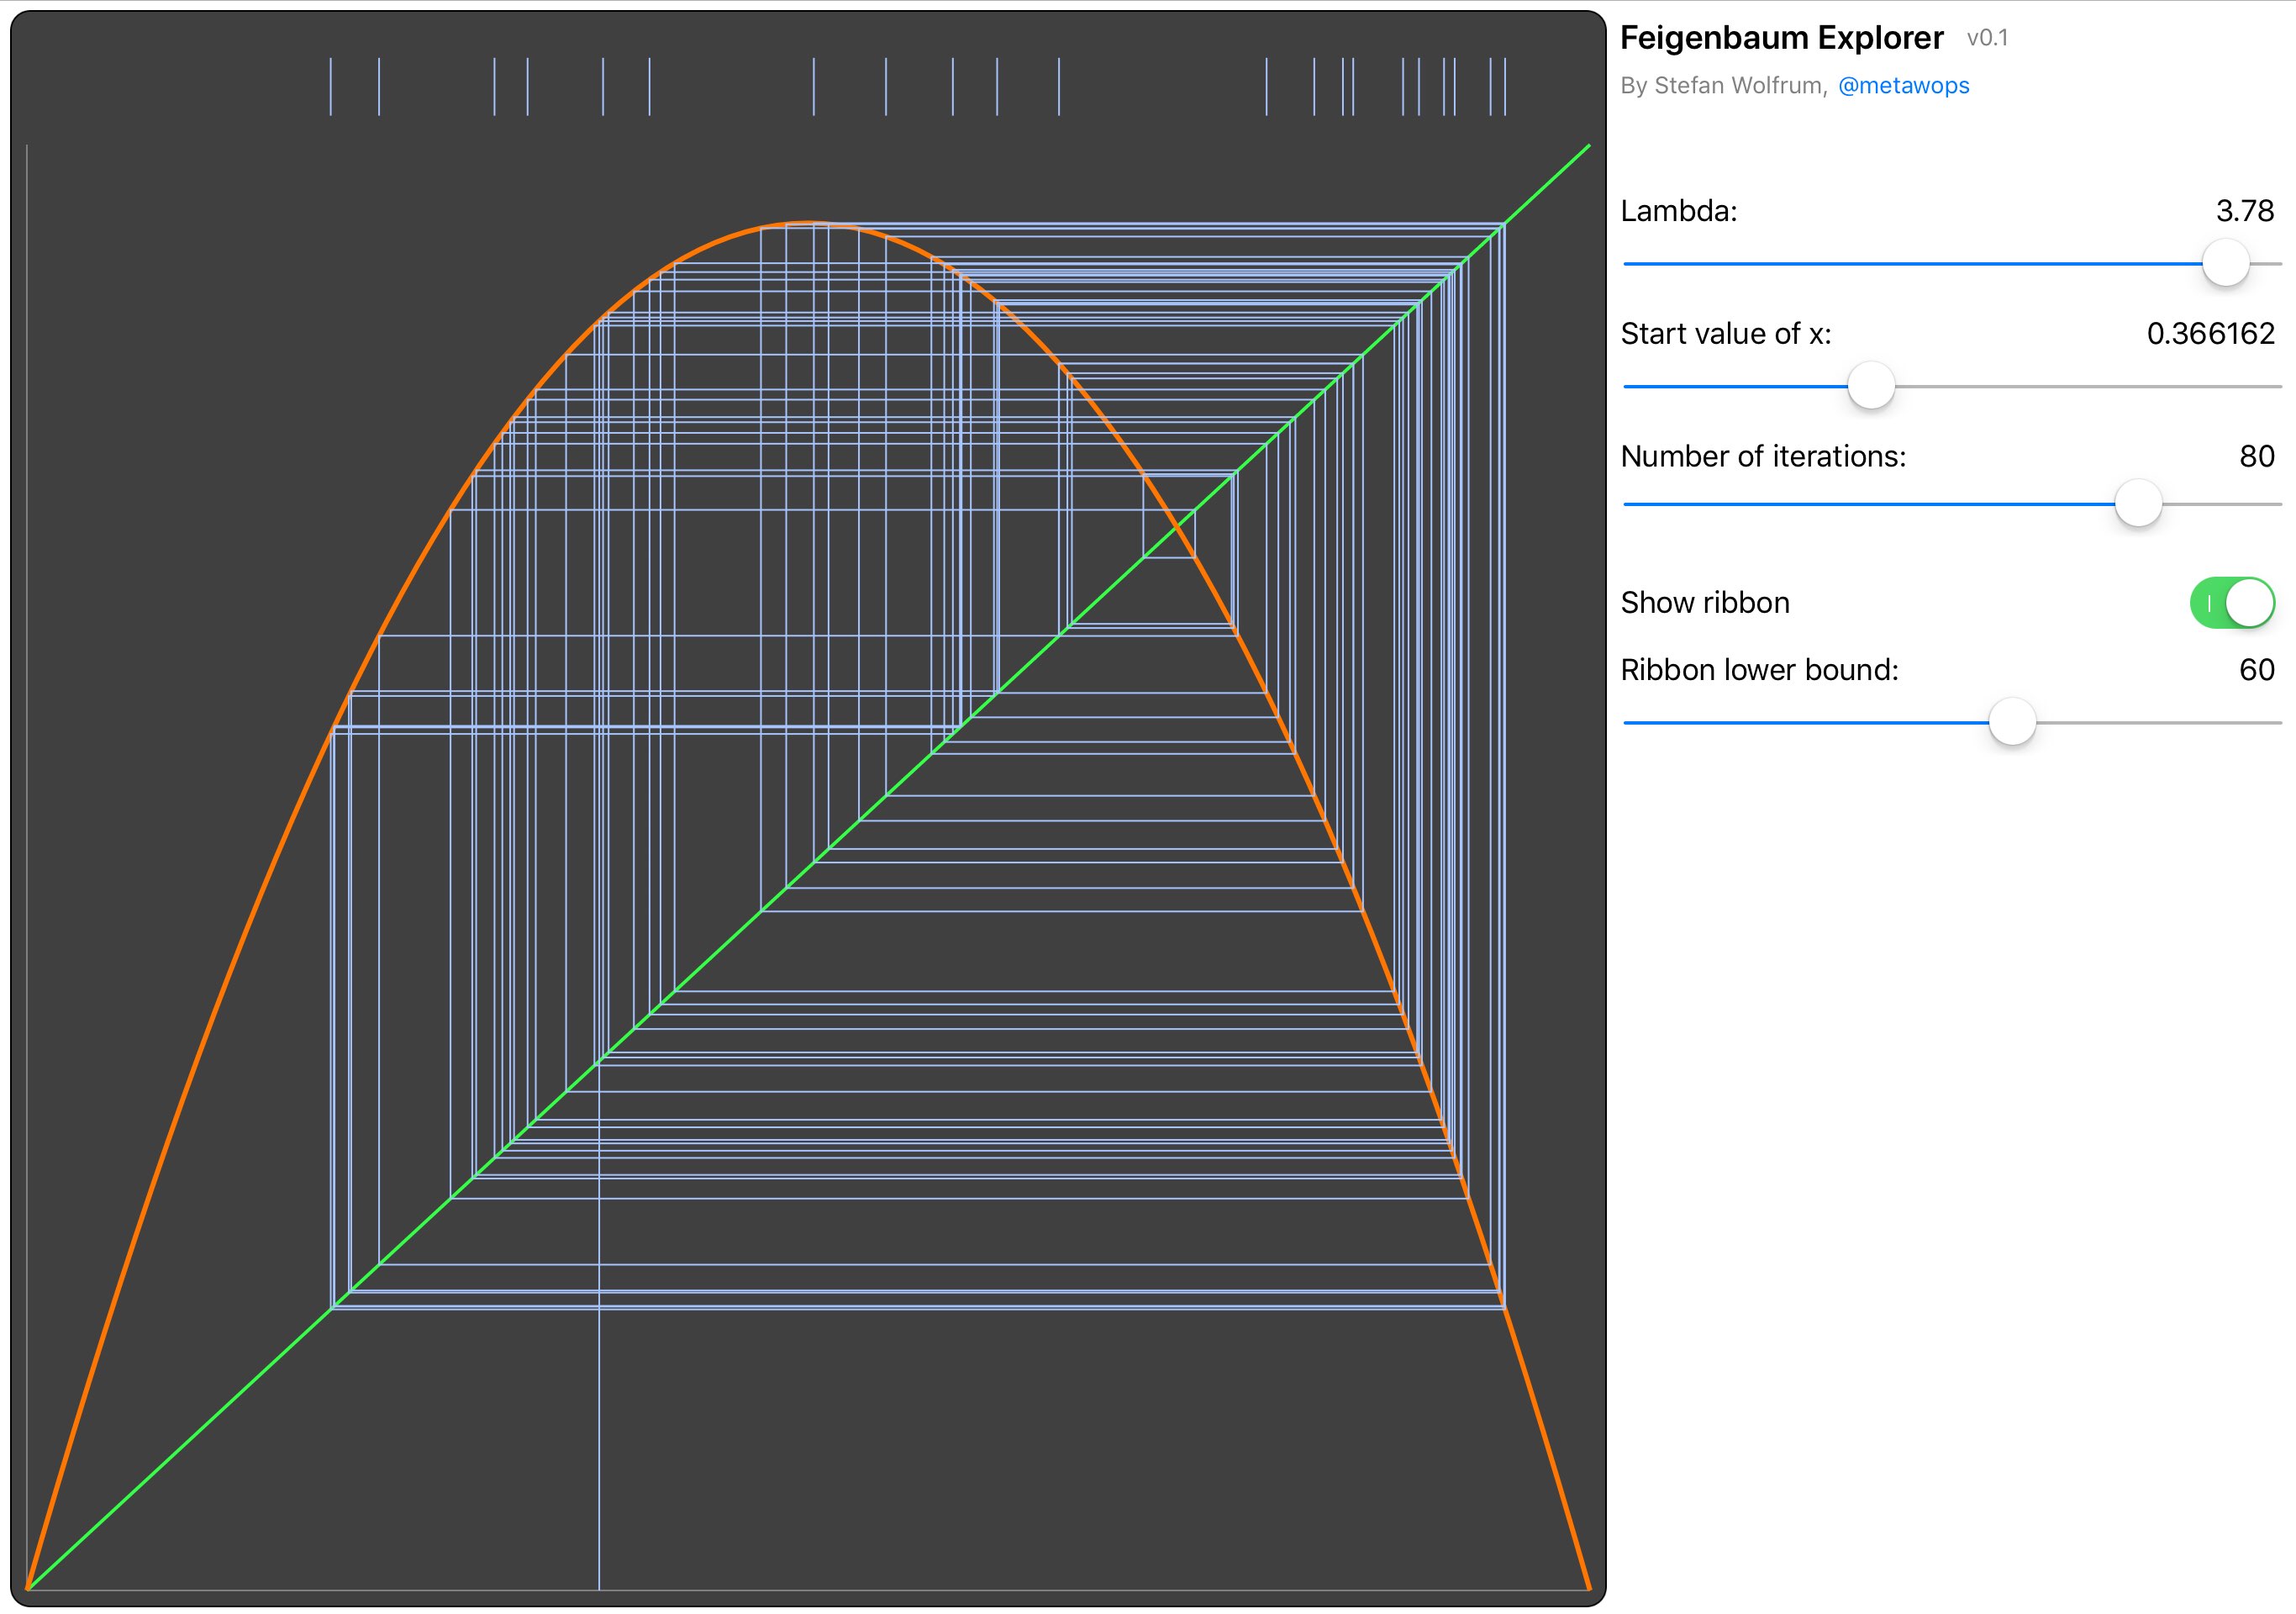 Feigenbaum Explorer v0.1
By Stefan Wolfrum, @metawops
Lambda: 3.78
Start value of x: 0.366162
Number of iterations: 80
Show ribbon
Ribbon lower bound: 60